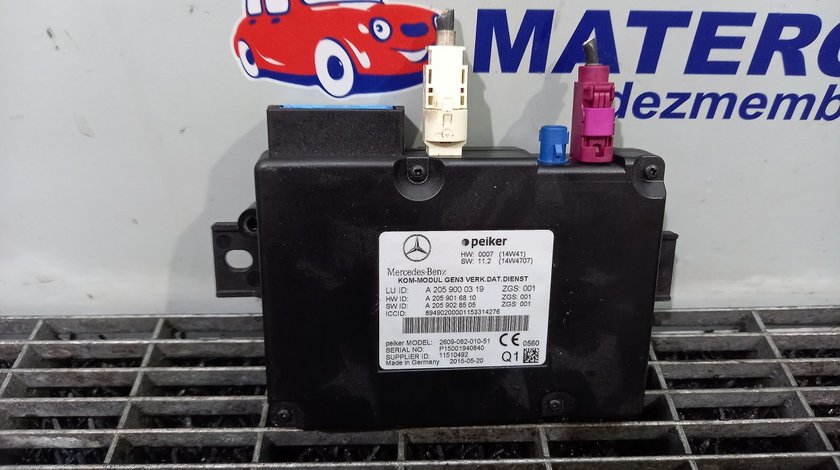 MATERO
dezmemb
peiker
HW: 0007 (14W41)
SW: 11.2 (14W4707)
Mercedes-Benz
KOM-MODUL GEN3 VERK.DAT.DIENST
LU ID: A 205 900 03 19 ZGS: 001
HW ID: A 205 901 68 10 ZGS: 001
SW ID: A 205 902 85 05 ZGS: 001
ICCID: 89490200001153314276
peiker MODEL: 2609-082-010-51
SERIAL NO: P15001940640
SUPPLIER ID: 11510492
Made in Germany 2015-05-20
CE 0560
Q1